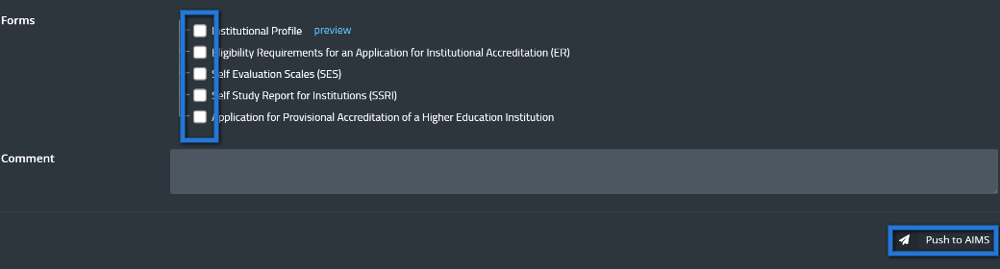 Forms
Institutional Profile preview
Eligibility Requirements for an Application for Institutional Accreditation (ER)
Self Evaluation Scales (SES)
Self Study Report for Institutions (SSRI)
Application for Provisional Accreditation of a Higher Education Institution
Comment
Push to AIMS